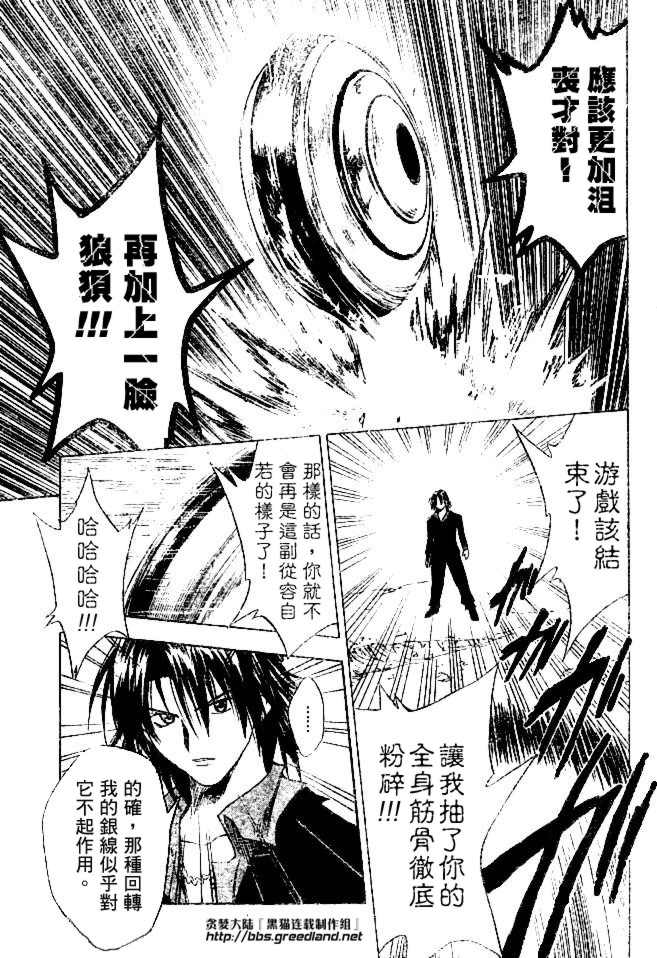 應該更加沮
喪才對！
再加上一臉
狼狽!!!
游戲該結
束了！
那樣的話，你就不
會再是這副從容自
若的樣子了！
哈哈哈哈!!!
讓我抽了你的
全身筋骨徹底
粉碎!!!
……
的確，那種回轉
我的銀線似乎對
它不起作用。
貪婪大陸『黑猫连載制作組』
http://bbs.greedland.net